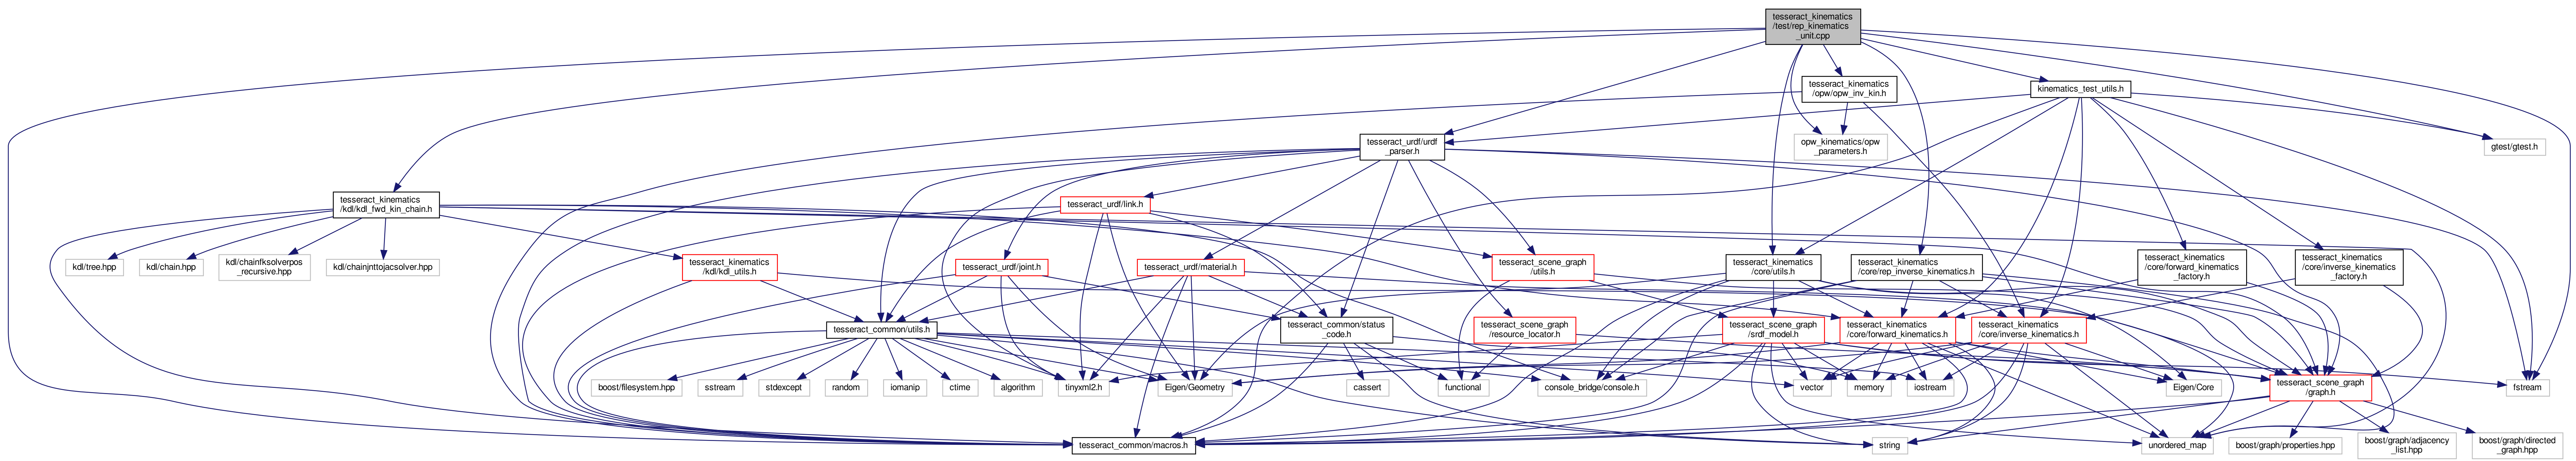 tesseract_kinematics
/test/rep_kinematics
_unit.cpp
tesseract_kinematics
/opw/opw_inv_kin.h
kinematics_test_utils.h
tesseract_urdf/urdf
_parser.h
opw_kinematics/opw
_parameters.h
gtest/gtest.h
tesseract_kinematics
/kdl/kdl_fwd_kin_chain.h
tesseract_urdf/link.h
kdl/tree.hpp
kdl/chain.hpp
kdl/chainfksolverpos
_recursive.hpp
kdl/chainjnttojacsolver.hpp
tesseract_kinematics
/kdl/kdl_utils.h
tesseract_urdf/joint.h
tesseract_urdf/material.h
tesseract_scene_graph
/utils.h
tesseract_kinematics
/core/utils.h
tesseract_kinematics
/core/rep_inverse_kinematics.h
tesseract_kinematics
/core/forward_kinematics
_factory.h
tesseract_kinematics
/core/inverse_kinematics
_factory.h
tesseract_common/utils.h
tesseract_common/status
_code.h
tesseract_scene_graph
/resource_locator.h
tesseract_scene_graph
/srdf_model.h
tesseract_kinematics
/core/forward_kinematics.h
tesseract_kinematics
/core/inverse_kinematics.h
boost/filesystem.hpp
sstream
stdexcept
random
iomanip
ctime
algorithm
tinyxml2.h
Eigen/Geometry
cassert
functional
console_bridge/console.h
vector
memory
iostream
Eigen/Core
tesseract_scene_graph
/graph.h
fstream
tesseract_common/macros.h
string
unordered_map
boost/graph/properties.hpp
boost/graph/adjacency
_list.hpp
boost/graph/directed
_graph.hpp